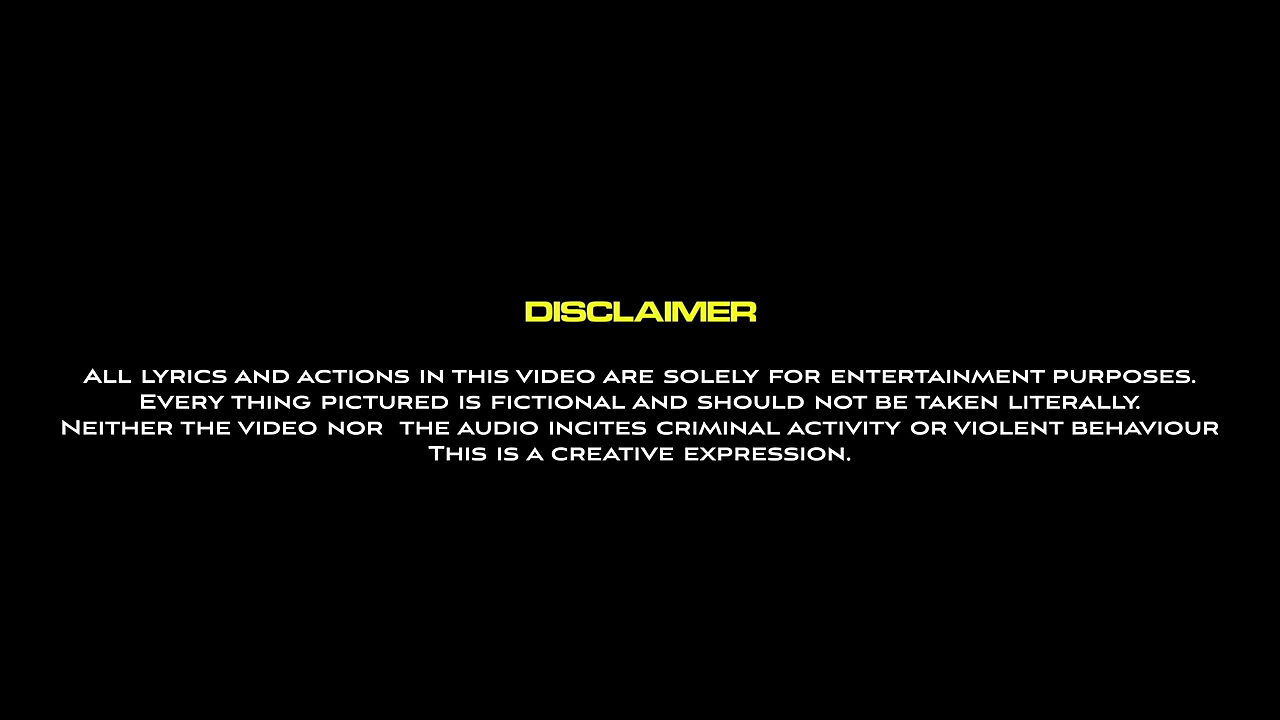 DISCLAIMER
All lyrics and actions in this video are solely for entertainment purposes.
Every thing pictured is fictional and should not be taken literally.
Neither the video nor  the audio incites criminal activity or violent behaviour
This is a creative expression.